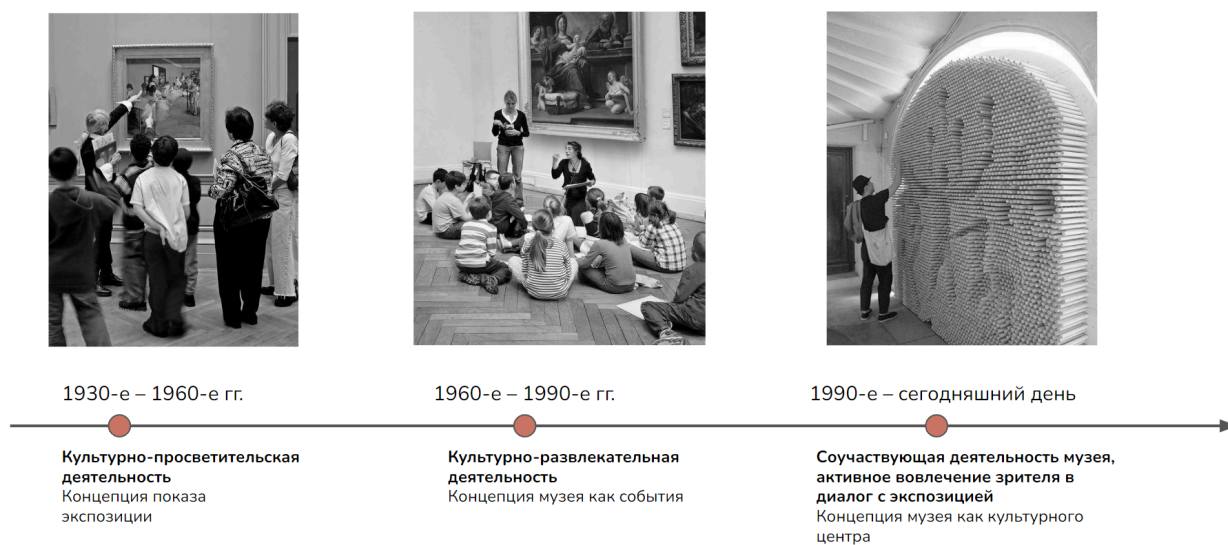 1930-е – 1960-е гг.
Культурно-просветительская
деятельность
Концепция показа
экспозиции
1960-е – 1990-е гг.
Культурно-развлекательная
деятельность
Концепция музея как события
1990-е – сегодняшний день
Соучаствующая деятельность музея,
активное вовлечение зрителя в
диалог с экспозицией
Концепция музея как культурного
центра